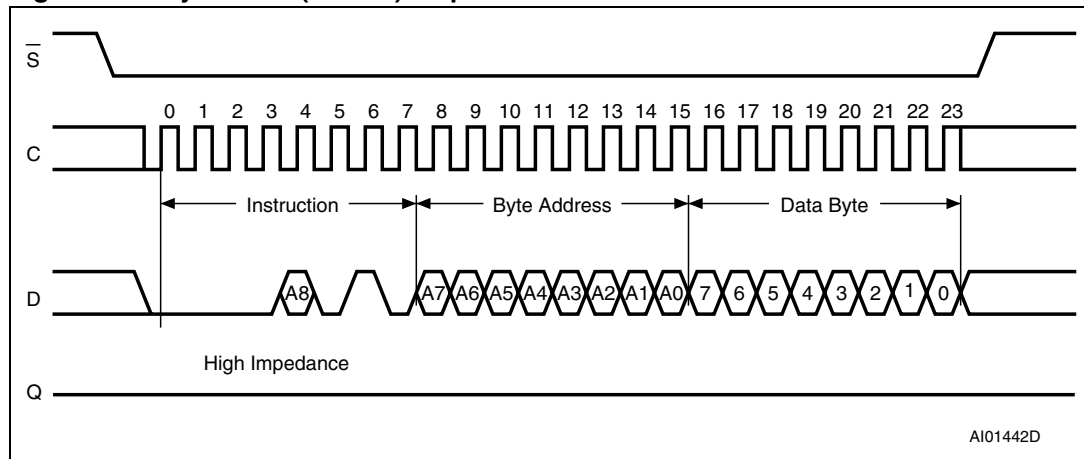 S
0 1 2 3 4 5 6 7 8 9 10 11 12 13 14 15 16 17 18 19 20 21 22 23
C
Instruction Byte Address Data Byte
D A8 A7 A6 A5 A4 A3 A2 A1 A0 7 6 5 4 3 2 1 0
High Impedance
Q
AI01442D